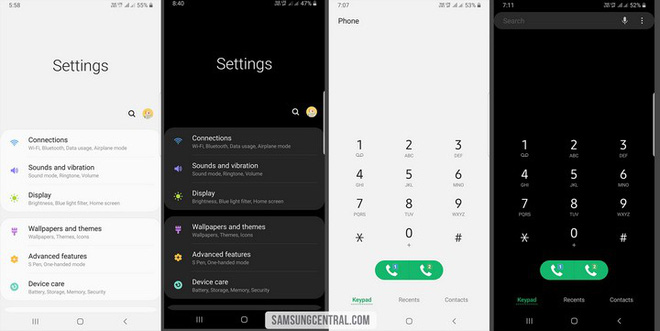 5:58
55%
Settings
Connections
Wi-Fi, Bluetooth, Data usage, Airplane mode
Sounds and vibration
Sound mode, Ringtone, Volume
Display
Brightness, Blue light filter, Home screen
Wallpapers and themes
Wallpapers, Themes, Icons
Advanced features
S Pen, One-handed mode
Device care
Battery, Storage, Memory, Security
8:40
47%
Settings
Connections
Wi-Fi, Bluetooth, Data usage, Airplane mode
Sounds and vibration
Sound mode, Ringtone, Volume
Display
Brightness, Blue light filter, Home screen
Wallpapers and themes
Wallpapers, Themes, Icons
Advanced features
S Pen, One-handed mode
Device care
Battery, Storage, Memory, Security
7:07
53%
Phone
1 2 3
ABC DEF
4 5 6
GHI JKL MNO
7 8 9
PQRS TUV WXYZ
* 0 #
+
1 2
Keypad Recents Contacts
7:11
52%
Search
1 2 3
ABC DEF
4 5 6
GHI JKL MNO
7 8 9
PQRS TUV WXYZ
* 0 #
+
1 2
Keypad Recents Contacts
SAMSUNGCENTRAL.COM